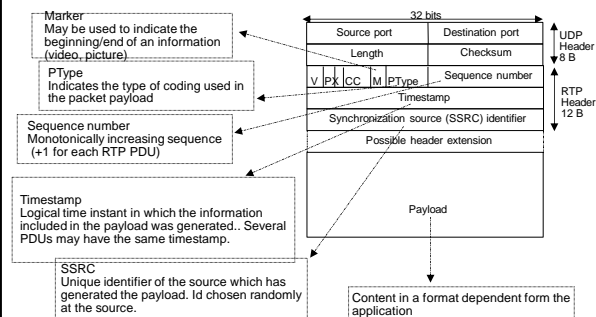 Marker
May be used to indicate the
beginning/end of an information
(video, picture)
PType
Indicates the type of coding used in
the packet payload
Sequence number
Monotonically increasing sequence
(+1 for each RTP PDU)
Timestamp
Logical time instant in which the information
included in the payload was generated.. Several
PDUs may have the same timestamp.
SSRC
Unique identifier of the source which has
generated the payload. Id chosen randomly
at the source.
32 bits
Source port Destination port
Length Checksum
V P X CC M PType Sequence number
Timestamp
Synchronization source (SSRC) identifier
Possible header extension
Payload
UDP
Header
8 B
RTP
Header
12 B
Content in a format dependent form the
application